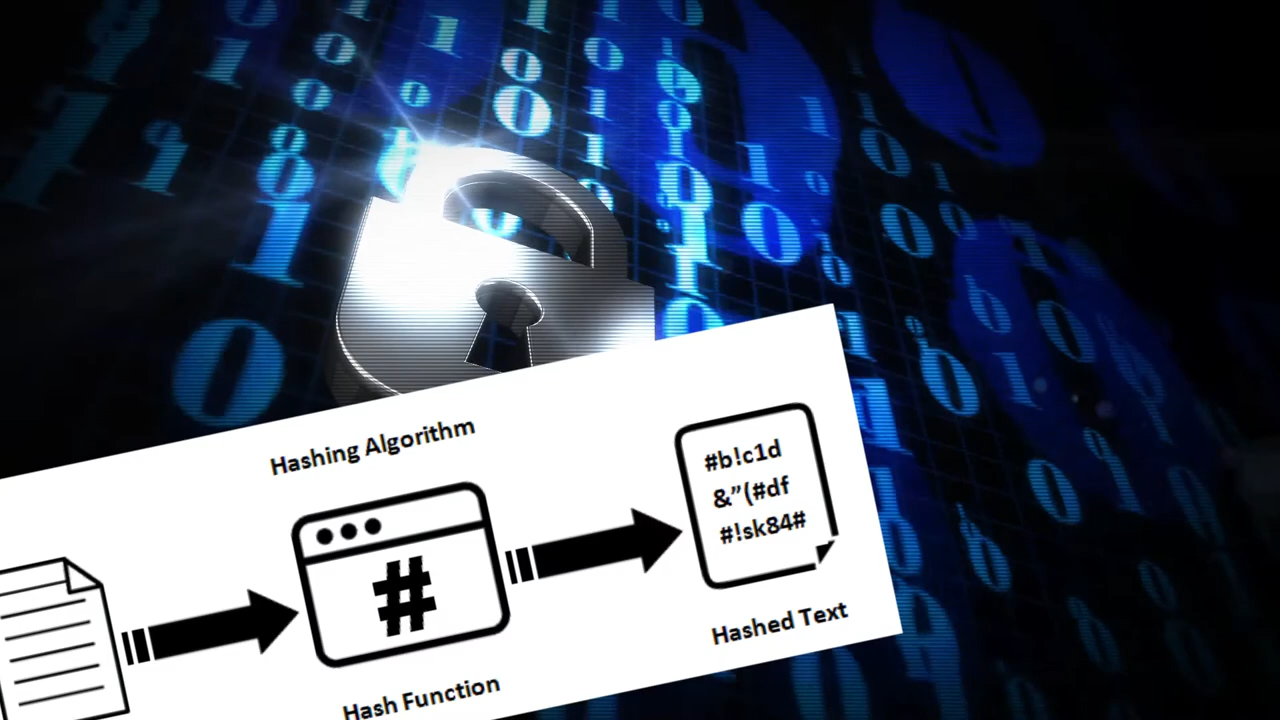 Hashing Algorithm
#
#b!c1d
&”(#df
#!sk84#
Hash Function
Hashed Text